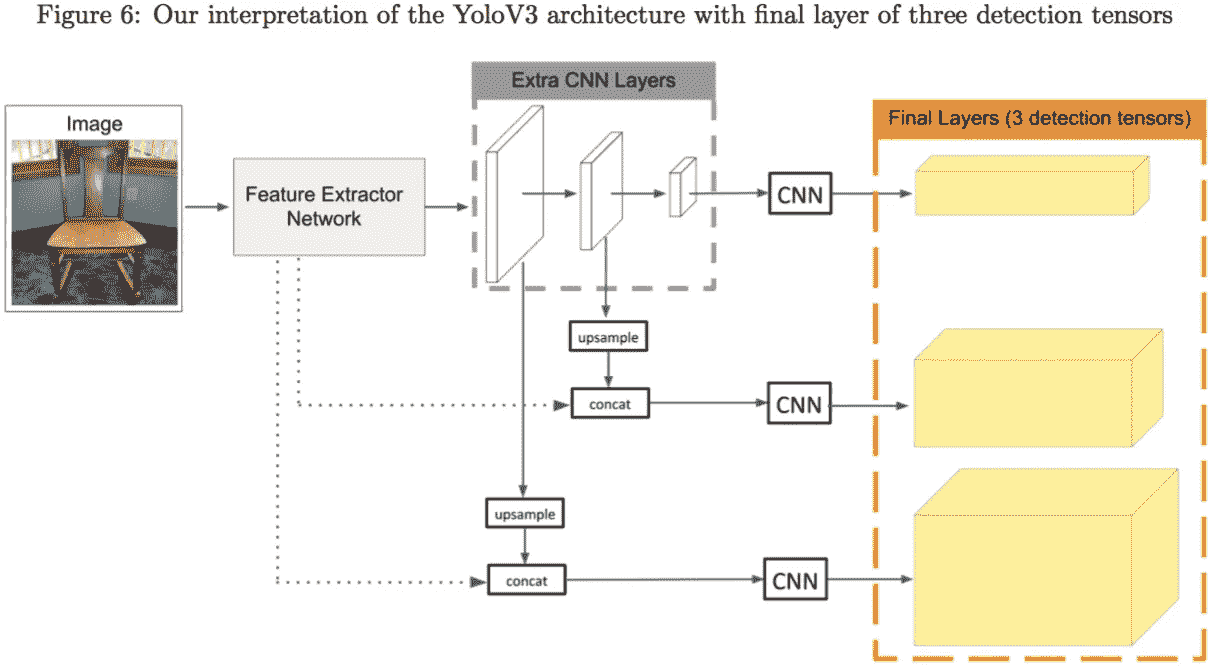 Figure 6: Our interpretation of the YoloV3 architecture with final layer of three detection tensors
Extra CNN Layers
Image
Final Layers (3 detection tensors)
Feature Extractor
Network
CNN
upsample
concat
CNN
upsample
concat
CNN